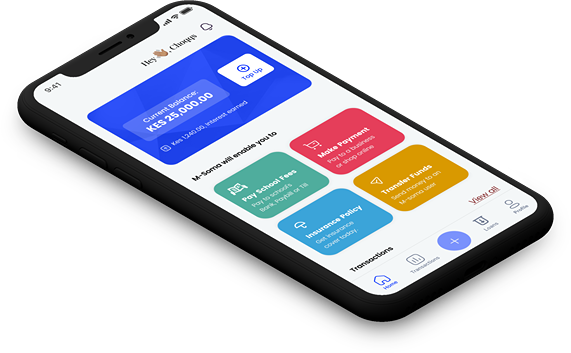 9:41
Hey 👋🏽, Choggs
Current Balance:
KES 25,000.00
Kes 1,240.00, interest earned
Top Up
M-Soma will enable you to
Pay School Fees
Pay to schools
Bank, Paybill or Till
Make Payment
Pay to a business
or shop online
Insurance Policy
Get insurance
cover today
Transfer Funds
Send money to an
M-soma user
Transactions
View all
Home
Transactions
Loans
Profile